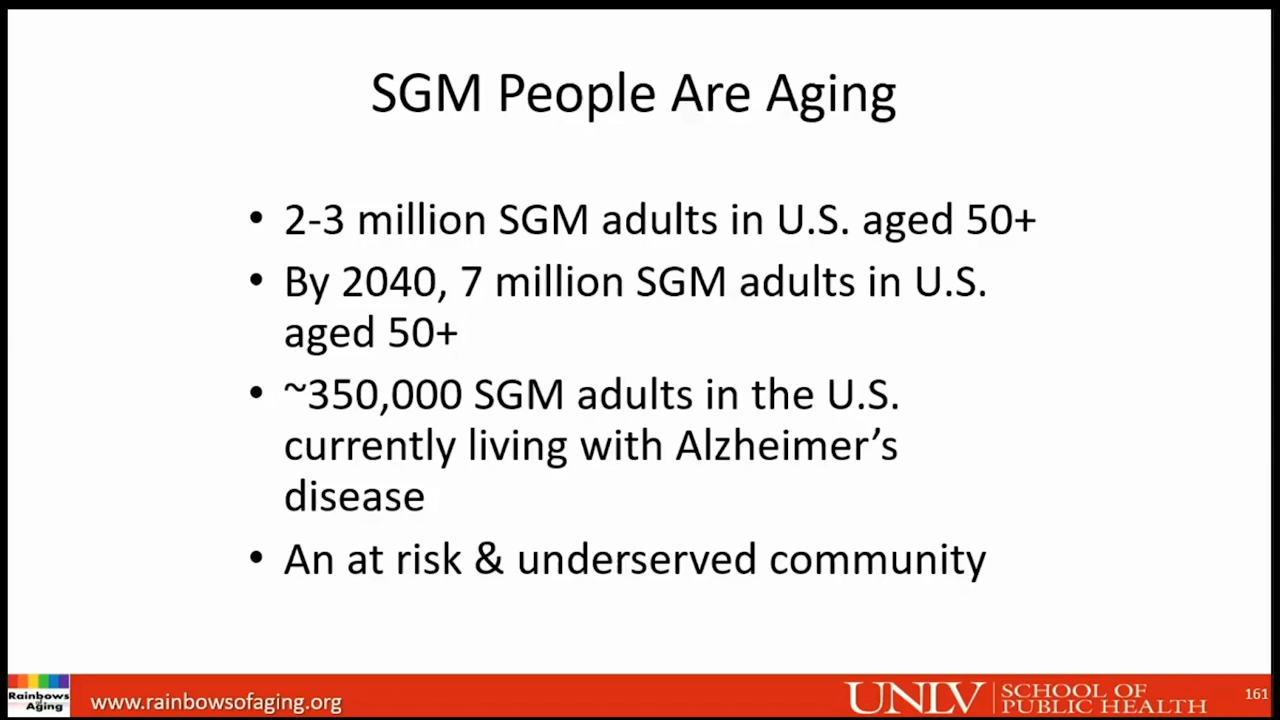 SGM People Are Aging
• 2-3 million SGM adults in U.S. aged 50+
• By 2040, 7 million SGM adults in U.S.
aged 50+
• ~350,000 SGM adults in the U.S.
currently living with Alzheimer’s
disease
• An at risk & underserved community
Rainbows
of
Aging
www.rainbowsofaging.org
UNLV
SCHOOL OF
PUBLIC HEALTH
161